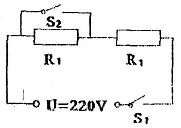 S₂
R₁ R₁
U=220V S₁